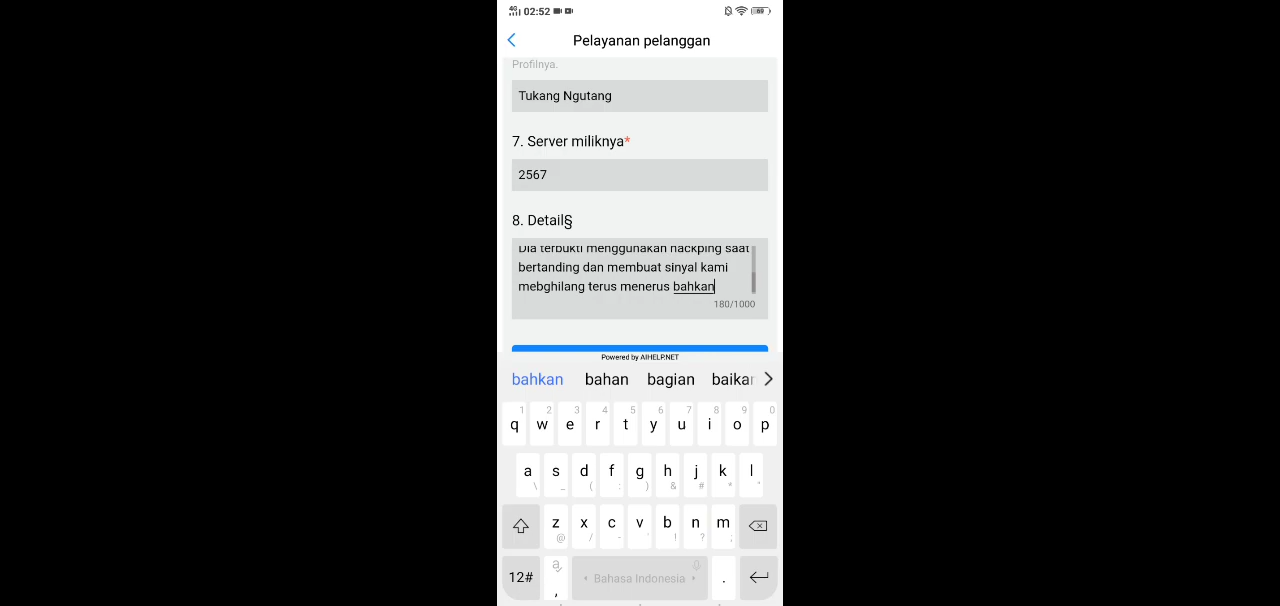 4G 02:52 69
Pelayanan pelanggan
Profilnya.
Tukang Ngutang
7. Server miliknya*
2567
8. Detail§
Dia terbukti menggunakan hackping saat
bertanding dan membuat sinyal kami
mebghilang terus menerus bahkan
180/1000
Powered by AIHELP.NET
bahkan bahan bagian baikan
1 2 3 4 5 6 7 8 9 0
q w e r t y u i o p
a s d f g h j k l
\ _ ( : ) & # * "
z x c v b n m
@ / - ' ! ? ;
12# , Bahasa Indonesia .